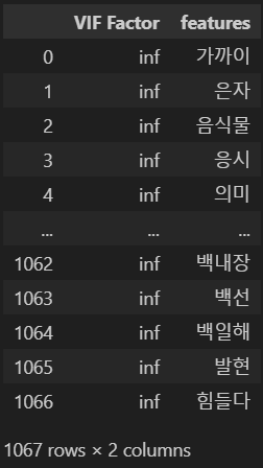 VIF Factor features
0 inf 가까이
1 inf 은자
2 inf 음식물
3 inf 응시
4 inf 의미
... ... ...
1062 inf 백내장
1063 inf 백선
1064 inf 백일해
1065 inf 발현
1066 inf 힘들다
1067 rows × 2 columns